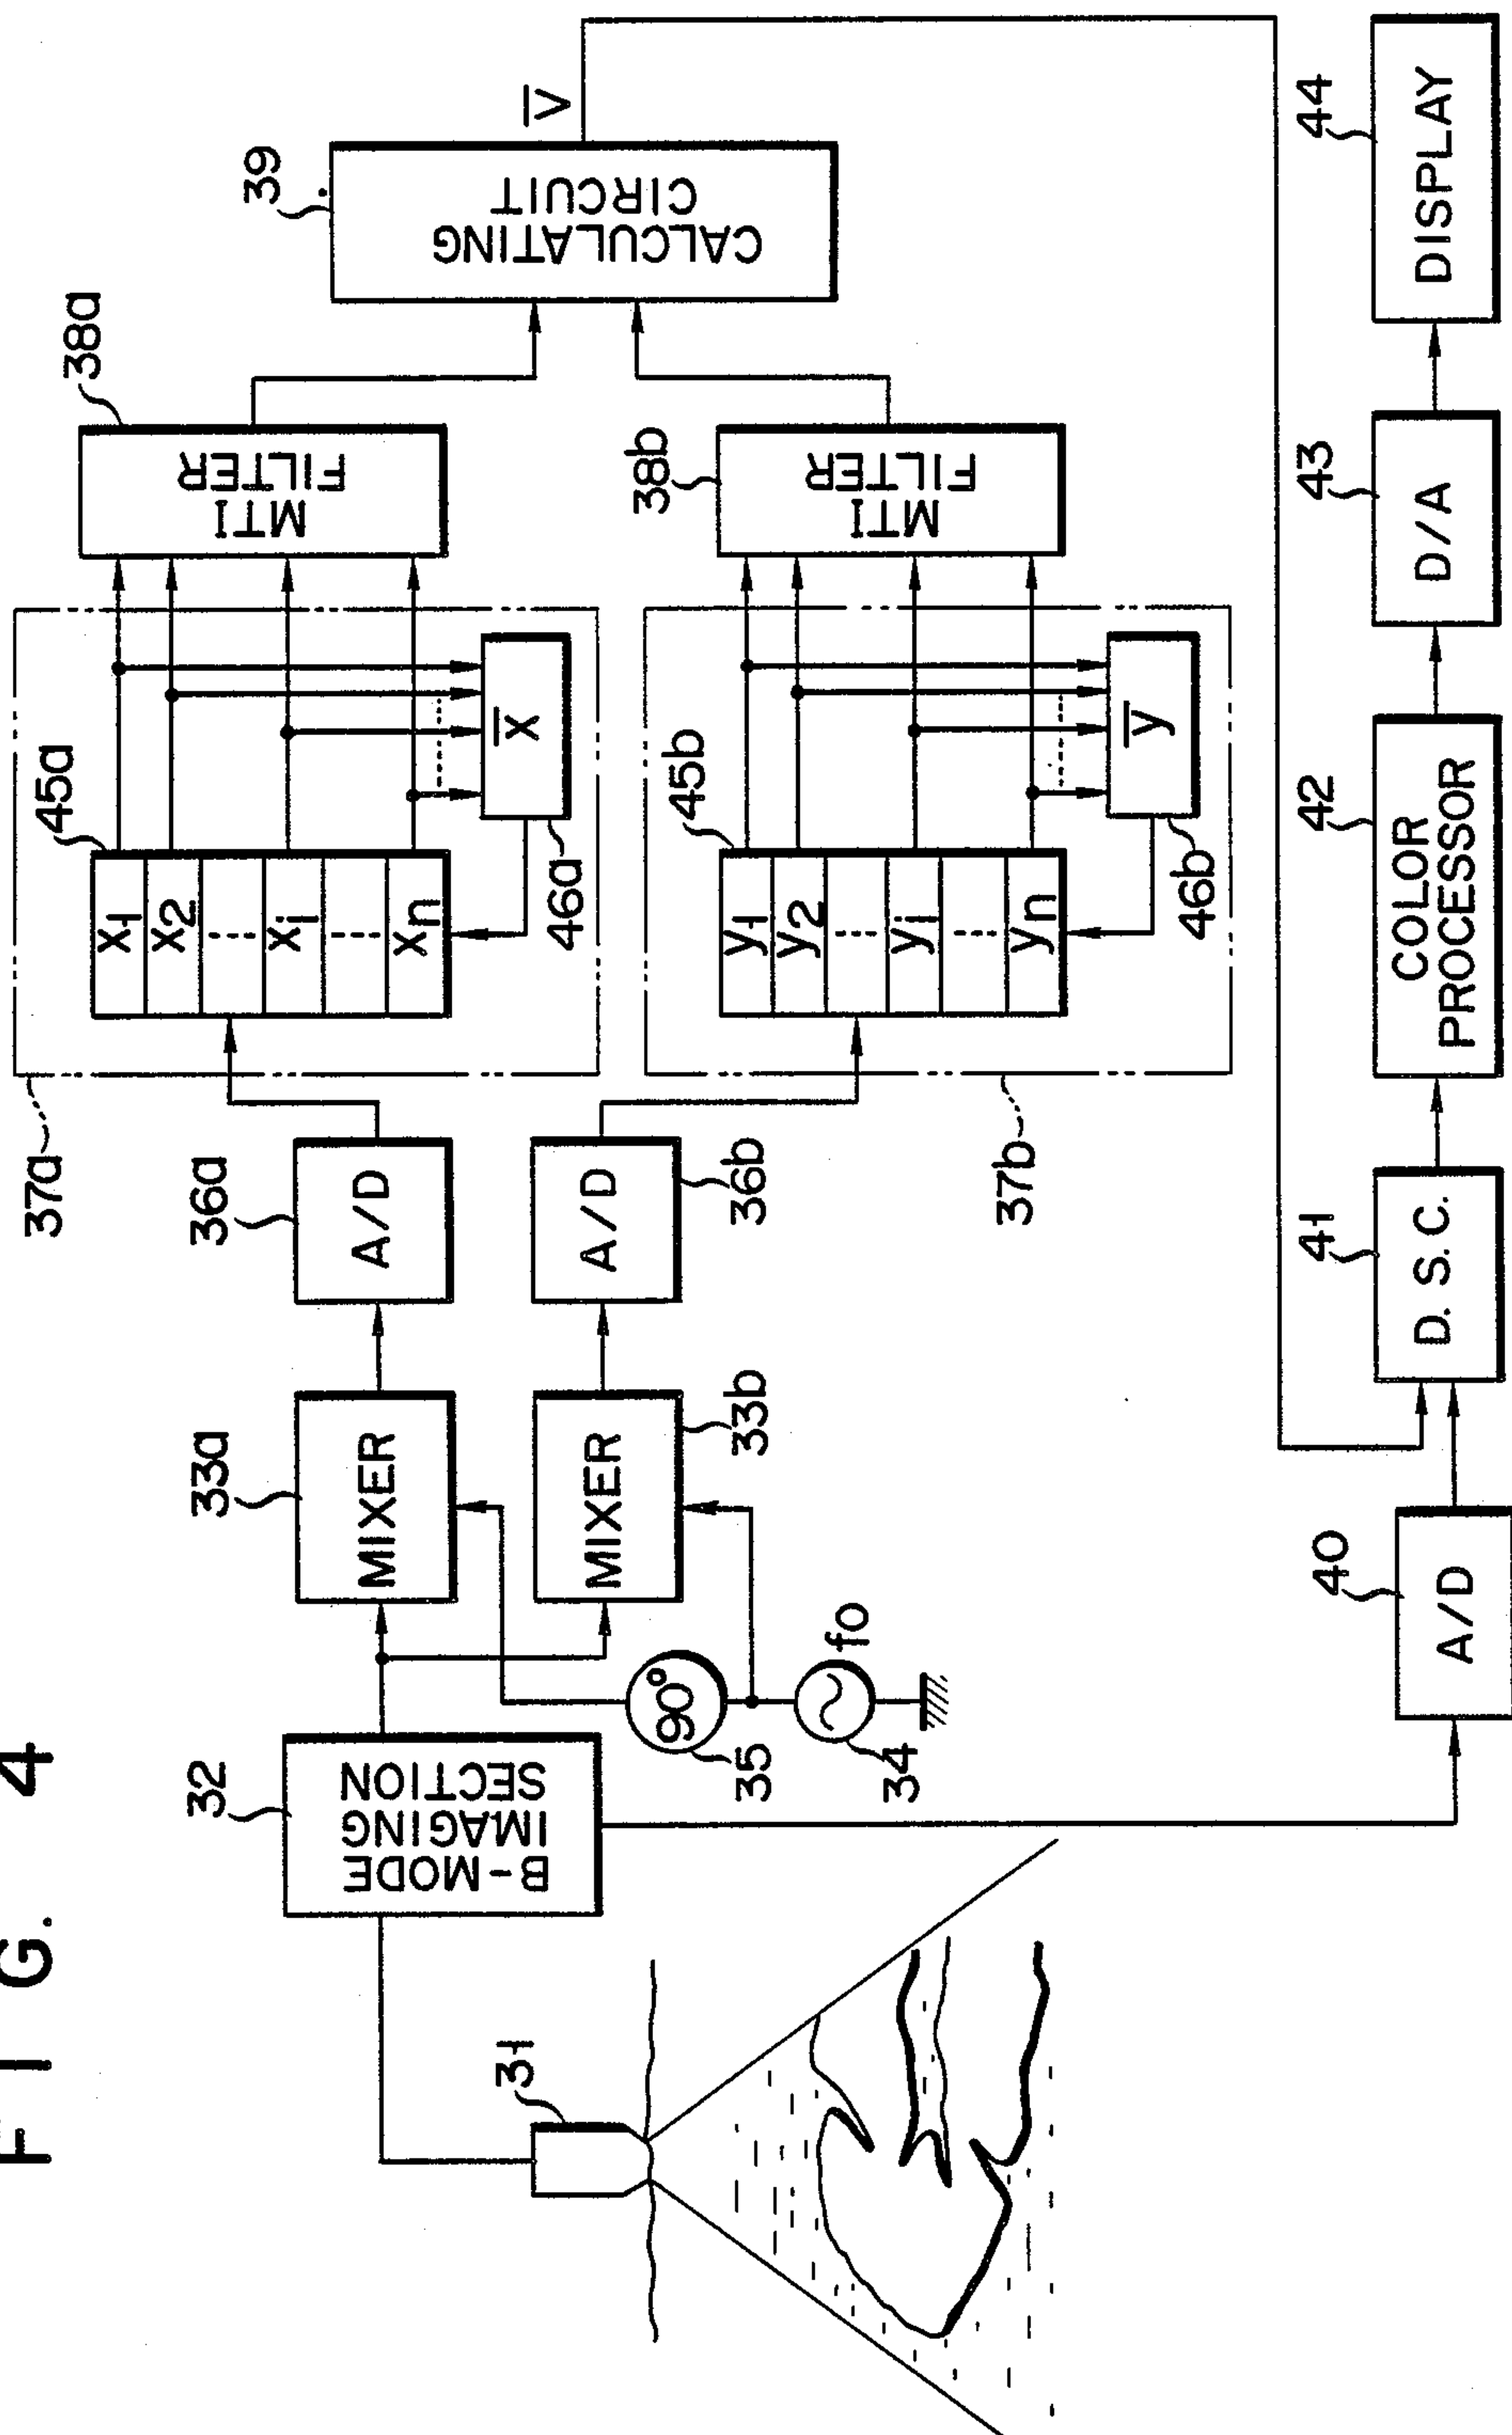 FIG. 4
31
32
B-MODE
IMAGING
SECTION
33a
MIXER
33b
MIXER
34
fo
35
90°
36a
A/D
36b
A/D
37a
45a
x1
x2
----
xi
----
xn
46a
x̅
37b
45b
y1
y2
----
yi
----
yn
46b
y̅
38a
MTI
FILTER
38b
MTI
FILTER
39
CALCULATING
CIRCUIT
V̅
40
A/D
41
D. S. C.
42
COLOR
PROCESSOR
43
D/A
44
DISPLAY